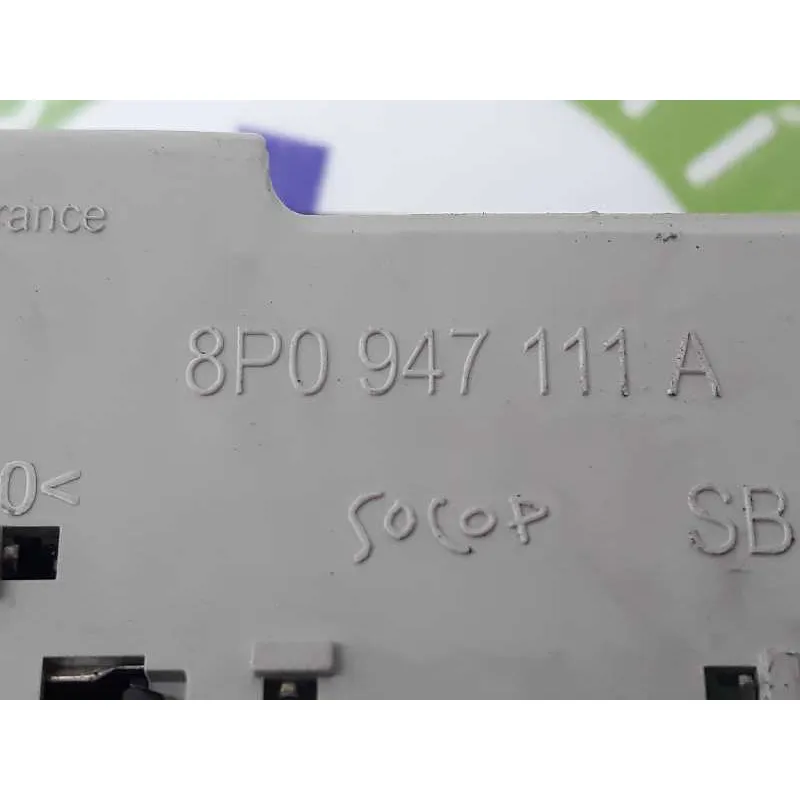 rance
8P0 947 111 A
0<
SOCOP
SB